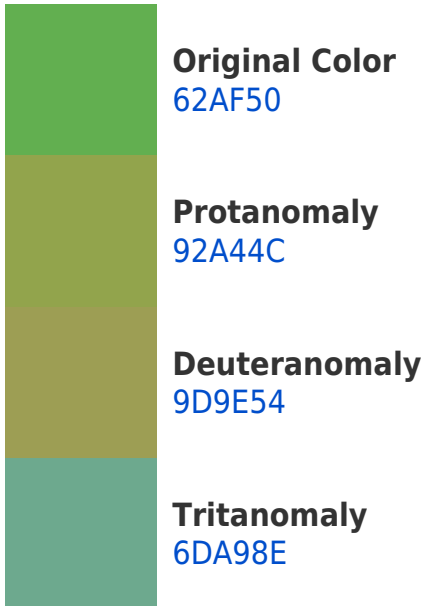 Original Color
62AF50
Protanomaly
92A44C
Deuteranomaly
9D9E54
Tritanomaly
6DA98E